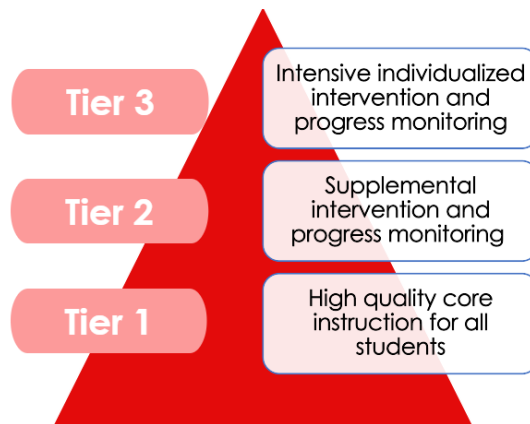 Tier 3
Intensive individualized
intervention and
progress monitoring
Tier 2
Supplemental
intervention and
progress monitoring
Tier 1
High quality core
instruction for all
students